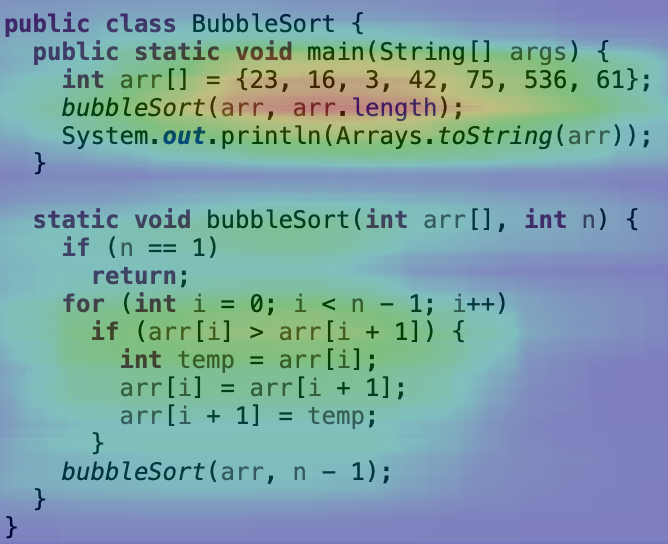 public class BubbleSort {
public static void main(String[] args) {
int arr[] = {23, 16, 3, 42, 75, 536, 61};
bubbleSort(arr, arr.length);
System.out.println(Arrays.toString(arr));
}
static void bubbleSort(int arr[], int n) {
if (n == 1)
return;
for (int i = 0; i < n - 1; i++)
if (arr[i] > arr[i + 1]) {
int temp = arr[i];
arr[i] = arr[i + 1];
arr[i + 1] = temp;
}
bubbleSort(arr, n - 1);
}
}